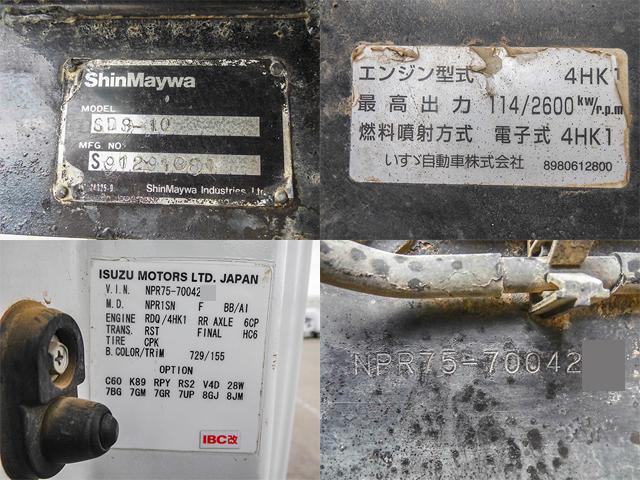 ShinMaywa
MODEL
SDS-10
MFG NO.
ShinMaywa Industries, Ltd
エンジン型式 4HK1
最高出力 114/2600kw/r.p.m
燃料噴射方式 電子式 4HK1
いすゞ自動車株式会社 8980612800
ISUZU MOTORS LTD. JAPAN
V.I.N. NPR75-70042
M.D. NPR1SN F BB/AI
ENGINE RDQ/4HK1 RR AXLE 6CP
TRANS. RST FINAL HC6
TIRE CPK
B.COLOR/TRIM 729/155
OPTION
C60 K89 RPY RS2 V4D 28W
7BG 7GM 7GR 7UP 8GJ 8JM
IBC改
NPR75-70042